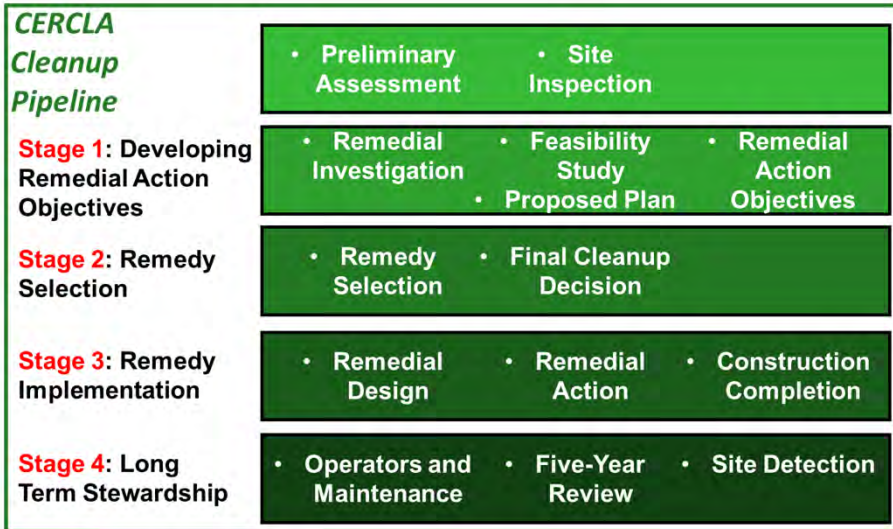 CERCLA
Cleanup
Pipeline
• Preliminary
Assessment
• Site
Inspection
Stage 1: Developing
Remedial Action
Objectives
• Remedial
Investigation
• Feasibility
Study
• Proposed Plan
• Remedial
Action
Objectives
Stage 2: Remedy
Selection
• Remedy
Selection
• Final Cleanup
Decision
Stage 3: Remedy
Implementation
• Remedial
Design
• Remedial
Action
• Construction
Completion
Stage 4: Long
Term Stewardship
• Operators and
Maintenance
• Five-Year
Review
• Site Detection